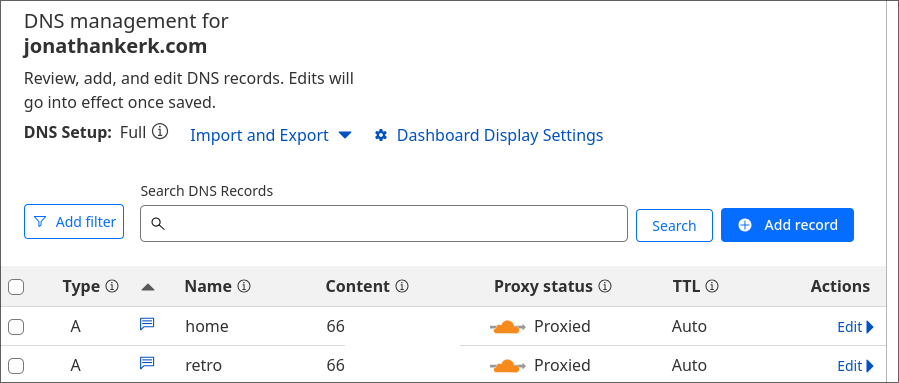 DNS management for
jonathankerk.com
Review, add, and edit DNS records. Edits will
go into effect once saved.
DNS Setup: Full Import and Export Dashboard Display Settings
Search DNS Records
Add filter Search Add record
Type Name Content Proxy status TTL Actions
A home 66 Proxied Auto Edit
A retro 66 Proxied Auto Edit